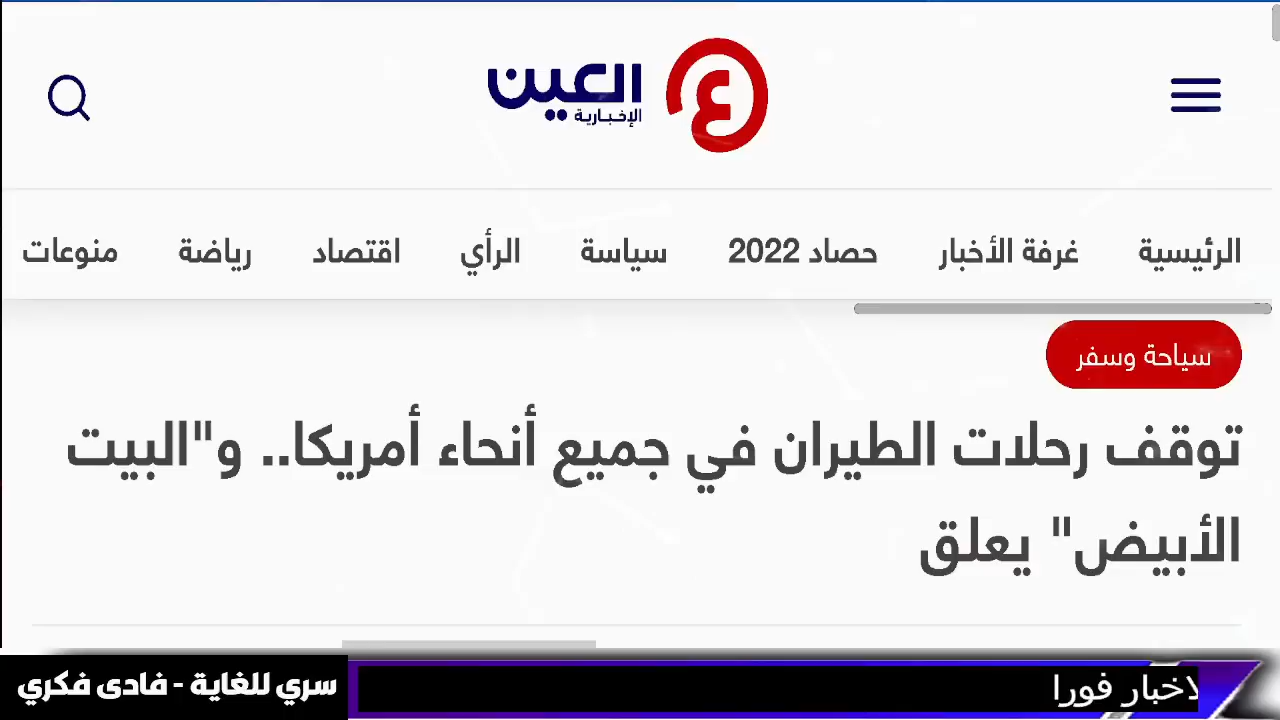 العين
الإخبارية
الرئيسية غرفة الأخبار حصاد 2022 سياسة الرأي اقتصاد رياضة منوعات
سياحة وسفر
توقف رحلات الطيران في جميع أنحاء أمريكا.. و"البيت
الأبيض" يعلق
لاخبار فورا
سري للغاية - فادى فكري